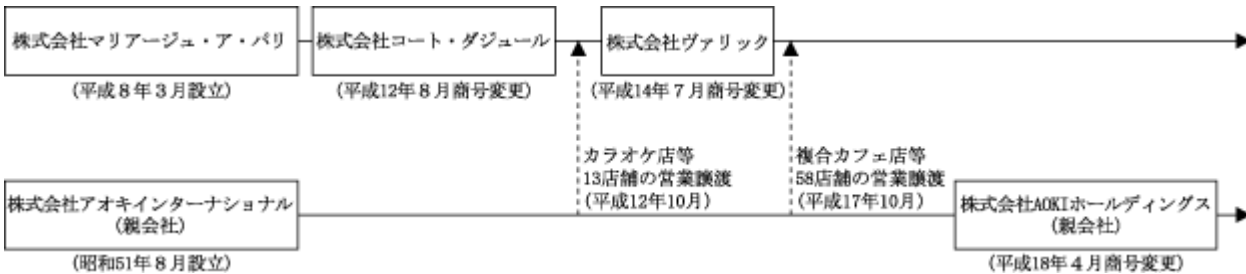 株式会社マリアージュ・ア・パリ
株式会社コート・ダジュール
株式会社ヴァリック
(平成8年3月設立)
(平成12年8月商号変更)
(平成14年7月商号変更)
カラオケ店等
13店舗の営業譲渡
(平成12年10月)
複合カフェ店等
58店舗の営業譲渡
(平成17年10月)
株式会社アオキインターナショナル
(親会社)
株式会社AOKIホールディングス
(親会社)
(昭和51年8月設立)
(平成18年4月商号変更)